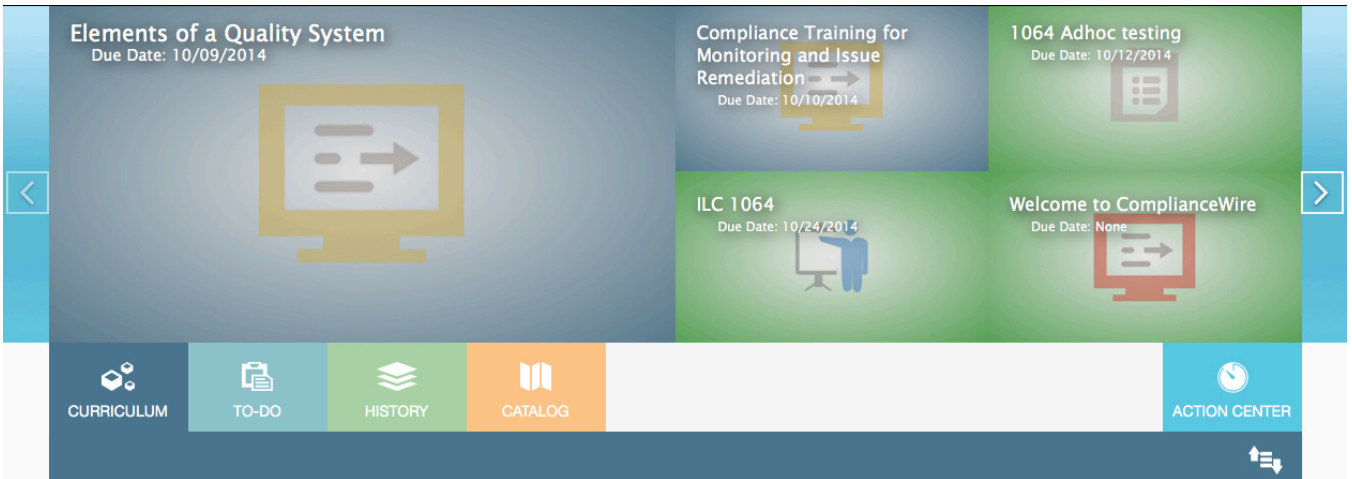 Elements of a Quality System
Due Date: 10/09/2014
Compliance Training for
Monitoring and Issue
Remediation
Due Date: 10/10/2014
1064 Adhoc testing
Due Date: 10/12/2014
ILC 1064
Due Date: 10/24/2014
Welcome to ComplianceWire
Due Date: None
CURRICULUM
TO-DO
HISTORY
CATALOG
ACTION CENTER